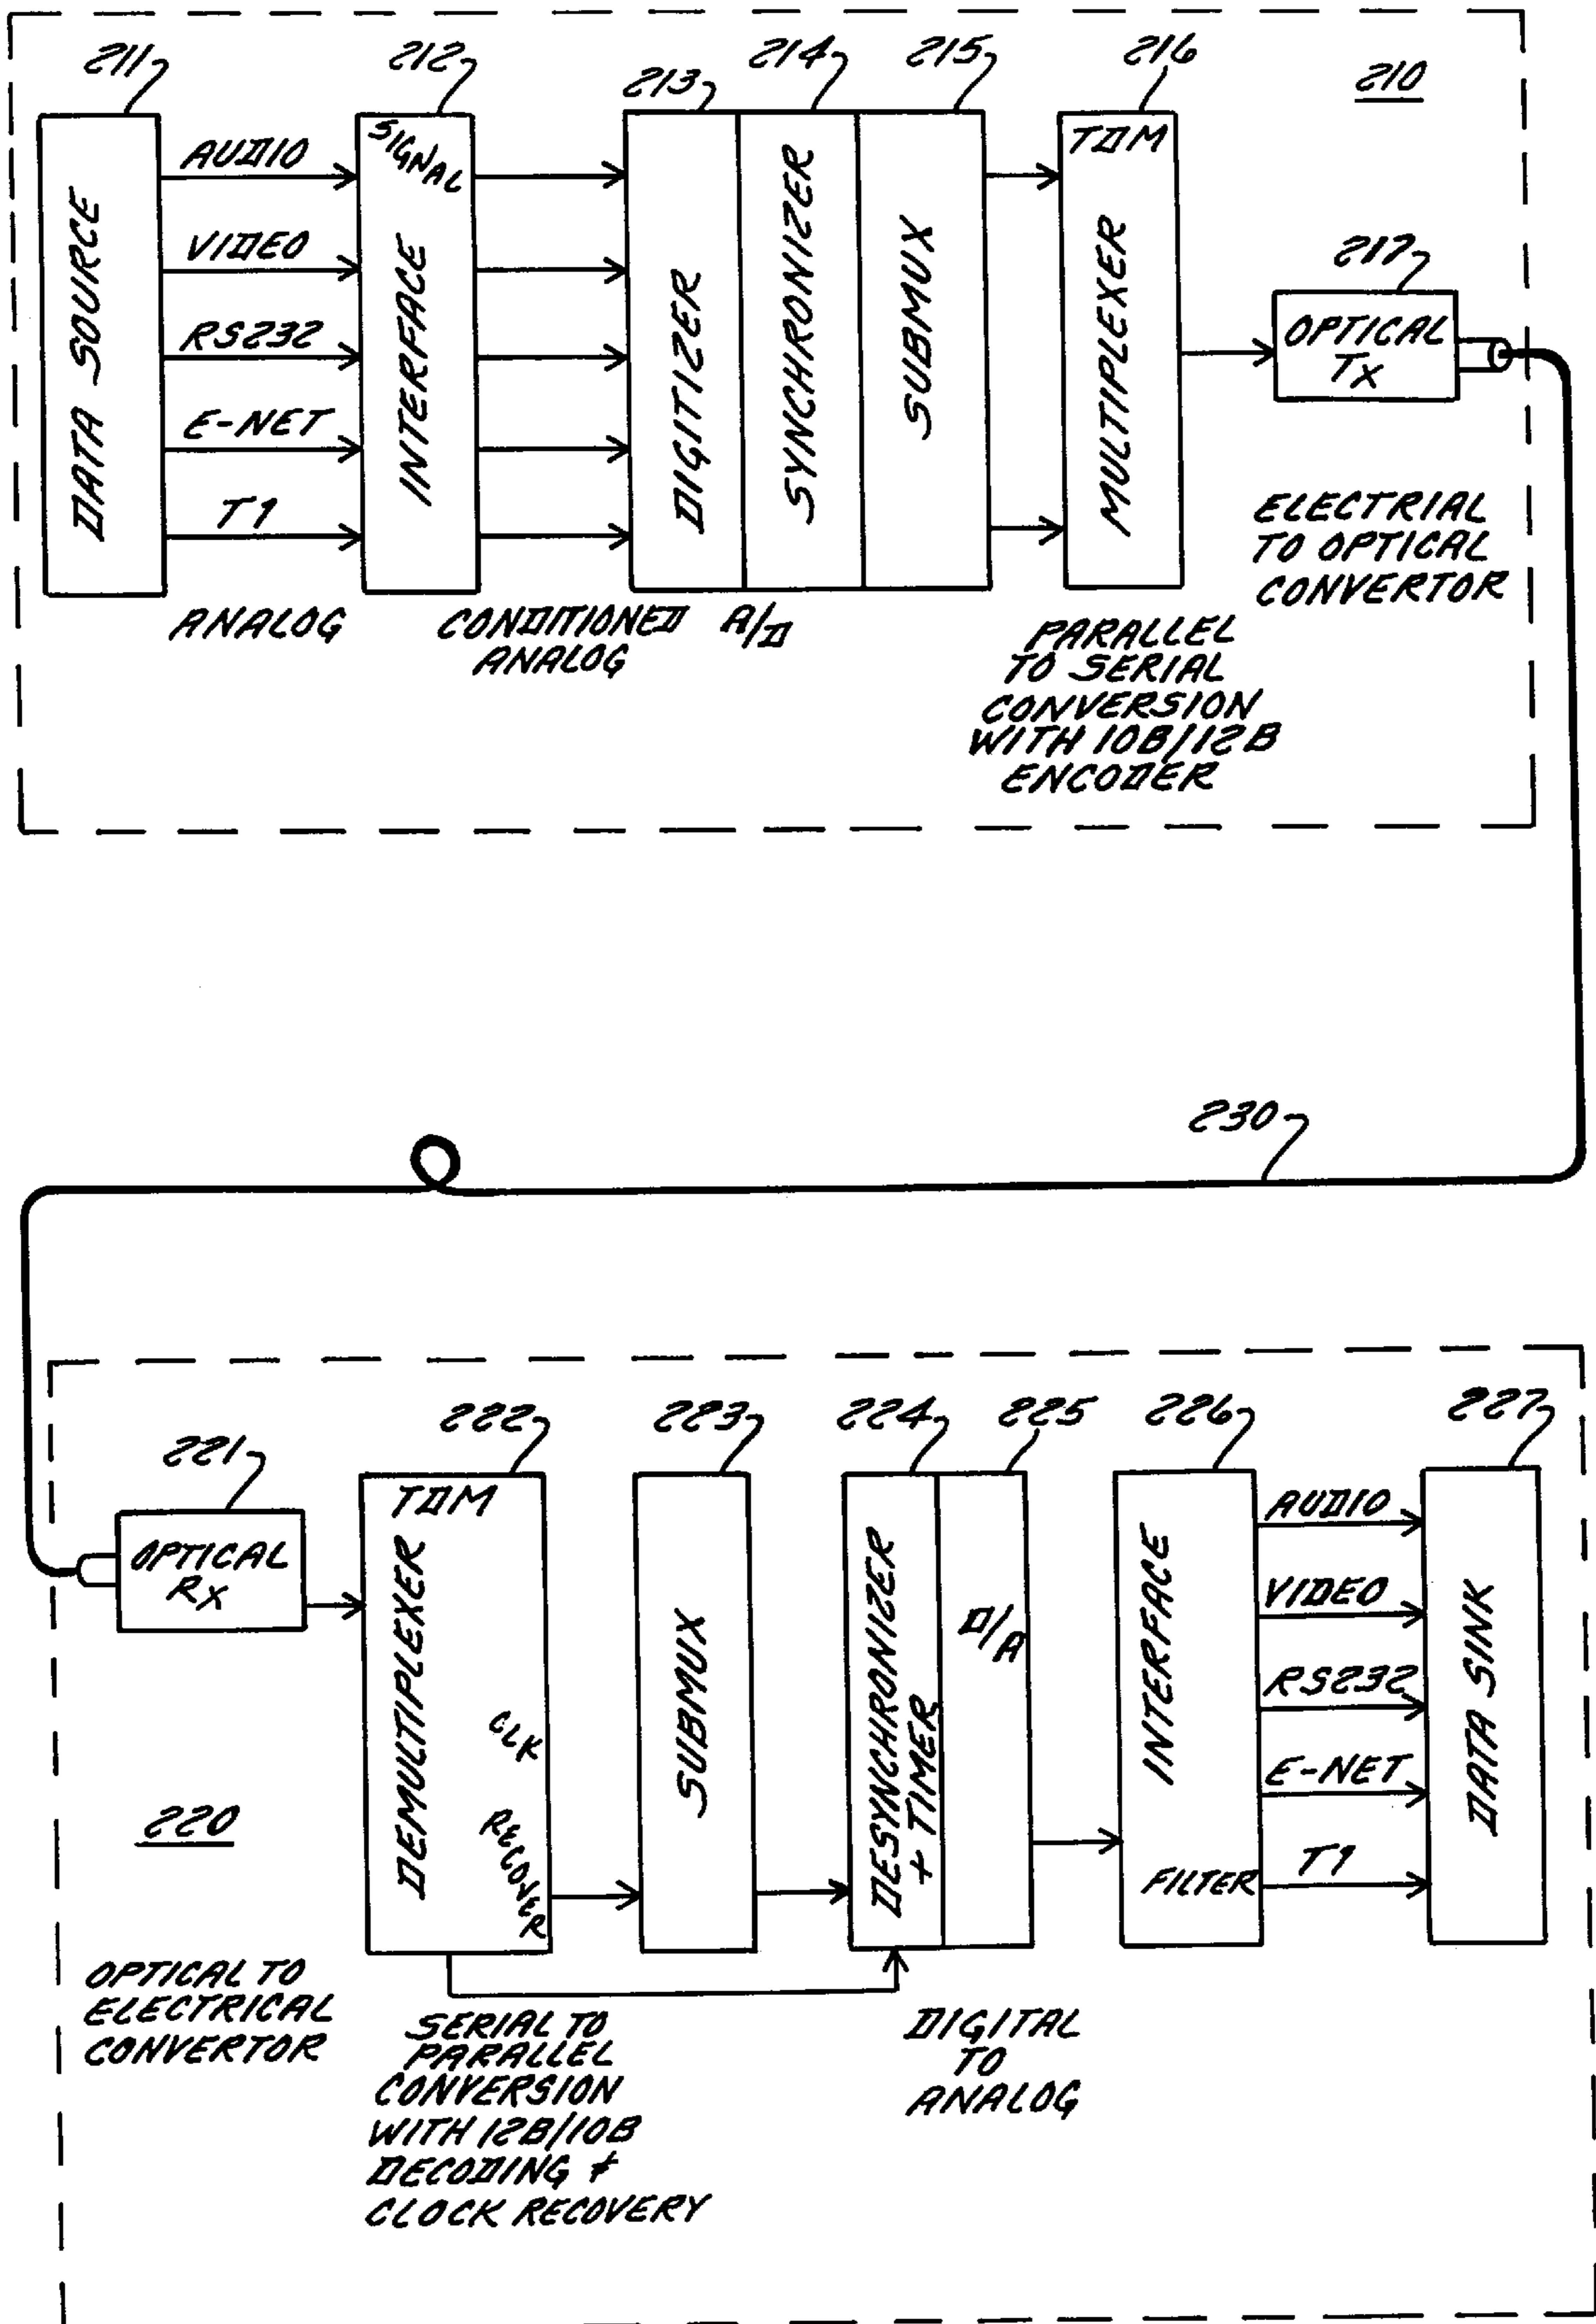 211
212
213
214
215
216
210
DATA SOURCE
AUDIO
VIDEO
RS232
E-NET
T1
SIGNAL
INTERFACE
DIGITIZER
SYNCHRONIZER
SUBMUX
TDM
MULTIPLEXER
217
OPTICAL
TX
ANALOG
CONDITIONED
ANALOG
A/D
PARALLEL
TO SERIAL
CONVERSION
WITH 10B/12B
ENCODER
ELECTRIAL
TO OPTICAL
CONVERTOR
230
221
222
223
224
225
226
227
OPTICAL
RX
TDM
DEMULTIPLEXER
CLK
RECOVER
SUBMUX
DESYNCHRONIZER
+ TIMER
D/A
INTERFACE
FILTER
AUDIO
VIDEO
RS232
E-NET
T1
DATA SINK
220
OPTICAL TO
ELECTRICAL
CONVERTOR
SERIAL TO
PARALLEL
CONVERSION
WITH 12B/10B
DECODING &
CLOCK RECOVERY
DIGITAL
TO
ANALOG